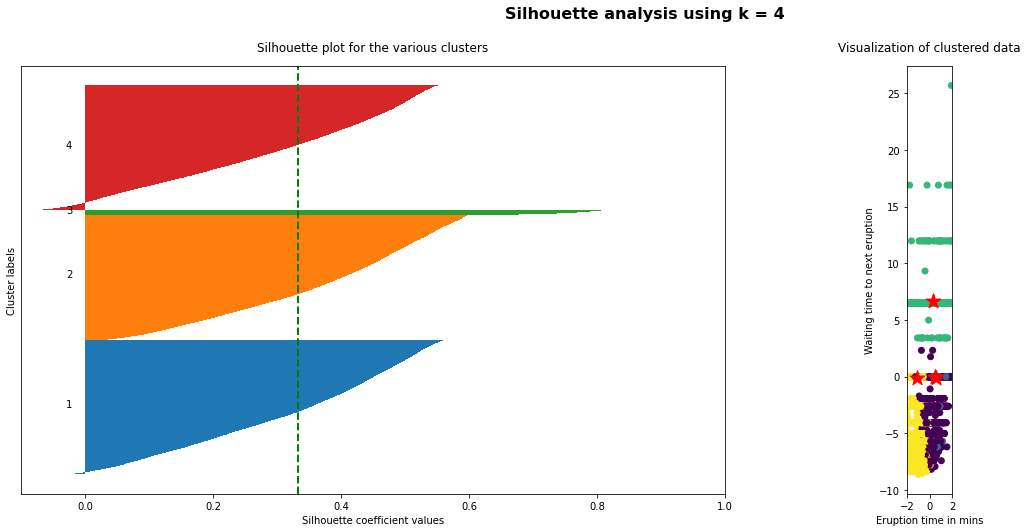 Silhouette analysis using k = 4
Silhouette plot for the various clusters
Cluster labels
4
3
2
1
0.0 0.2 0.4 0.6 0.8 1.0
Silhouette coefficient values
Visualization of clustered data
Waiting time to next eruption
25
20
15
10
5
0
−5
−10
−2 0 2
Eruption time in mins